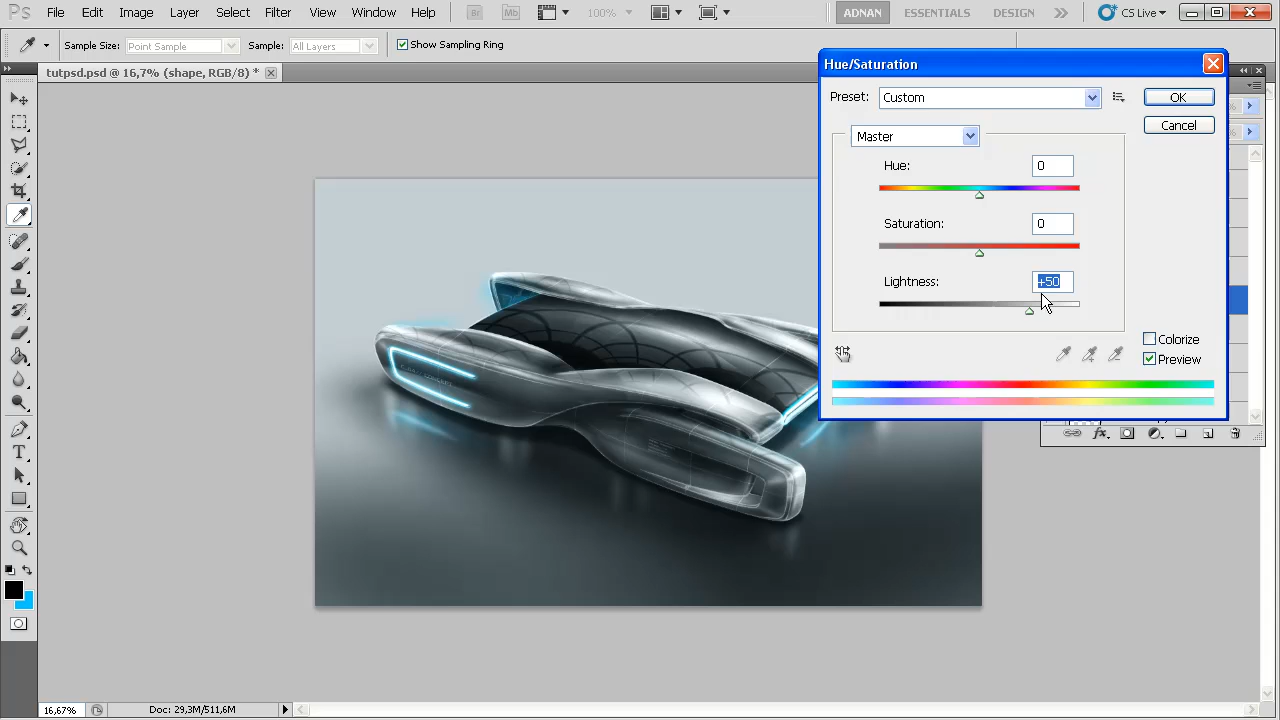 PS File Edit Image Layer Select Filter View Window Help Br Mb 100% ADNAN ESSENTIALS DESIGN CS Live
Sample Size: Point Sample Sample: All Layers Show Sampling Ring
tutpsd.psd @ 16,7% (shape, RGB/8) *
Hue/Saturation
Preset: Custom OK
Master Cancel
Hue: 0
Saturation: 0
Lightness: +50
Colorize
Preview
16,67% Doc: 29,3M/511,6M